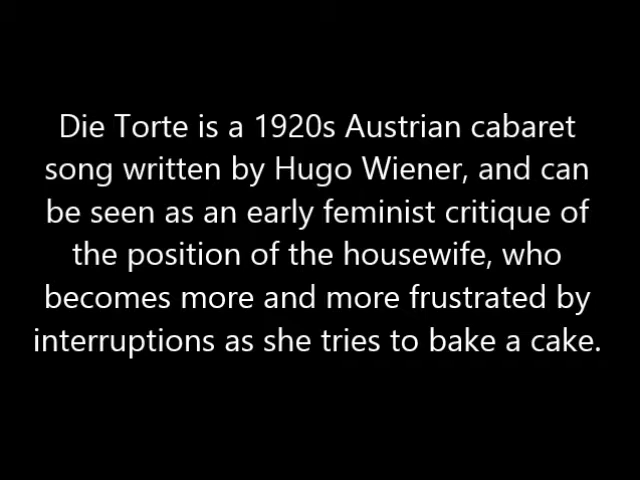 Die Torte is a 1920s Austrian cabaret
song written by Hugo Wiener, and can
be seen as an early feminist critique of
the position of the housewife, who
becomes more and more frustrated by
interruptions as she tries to bake a cake.